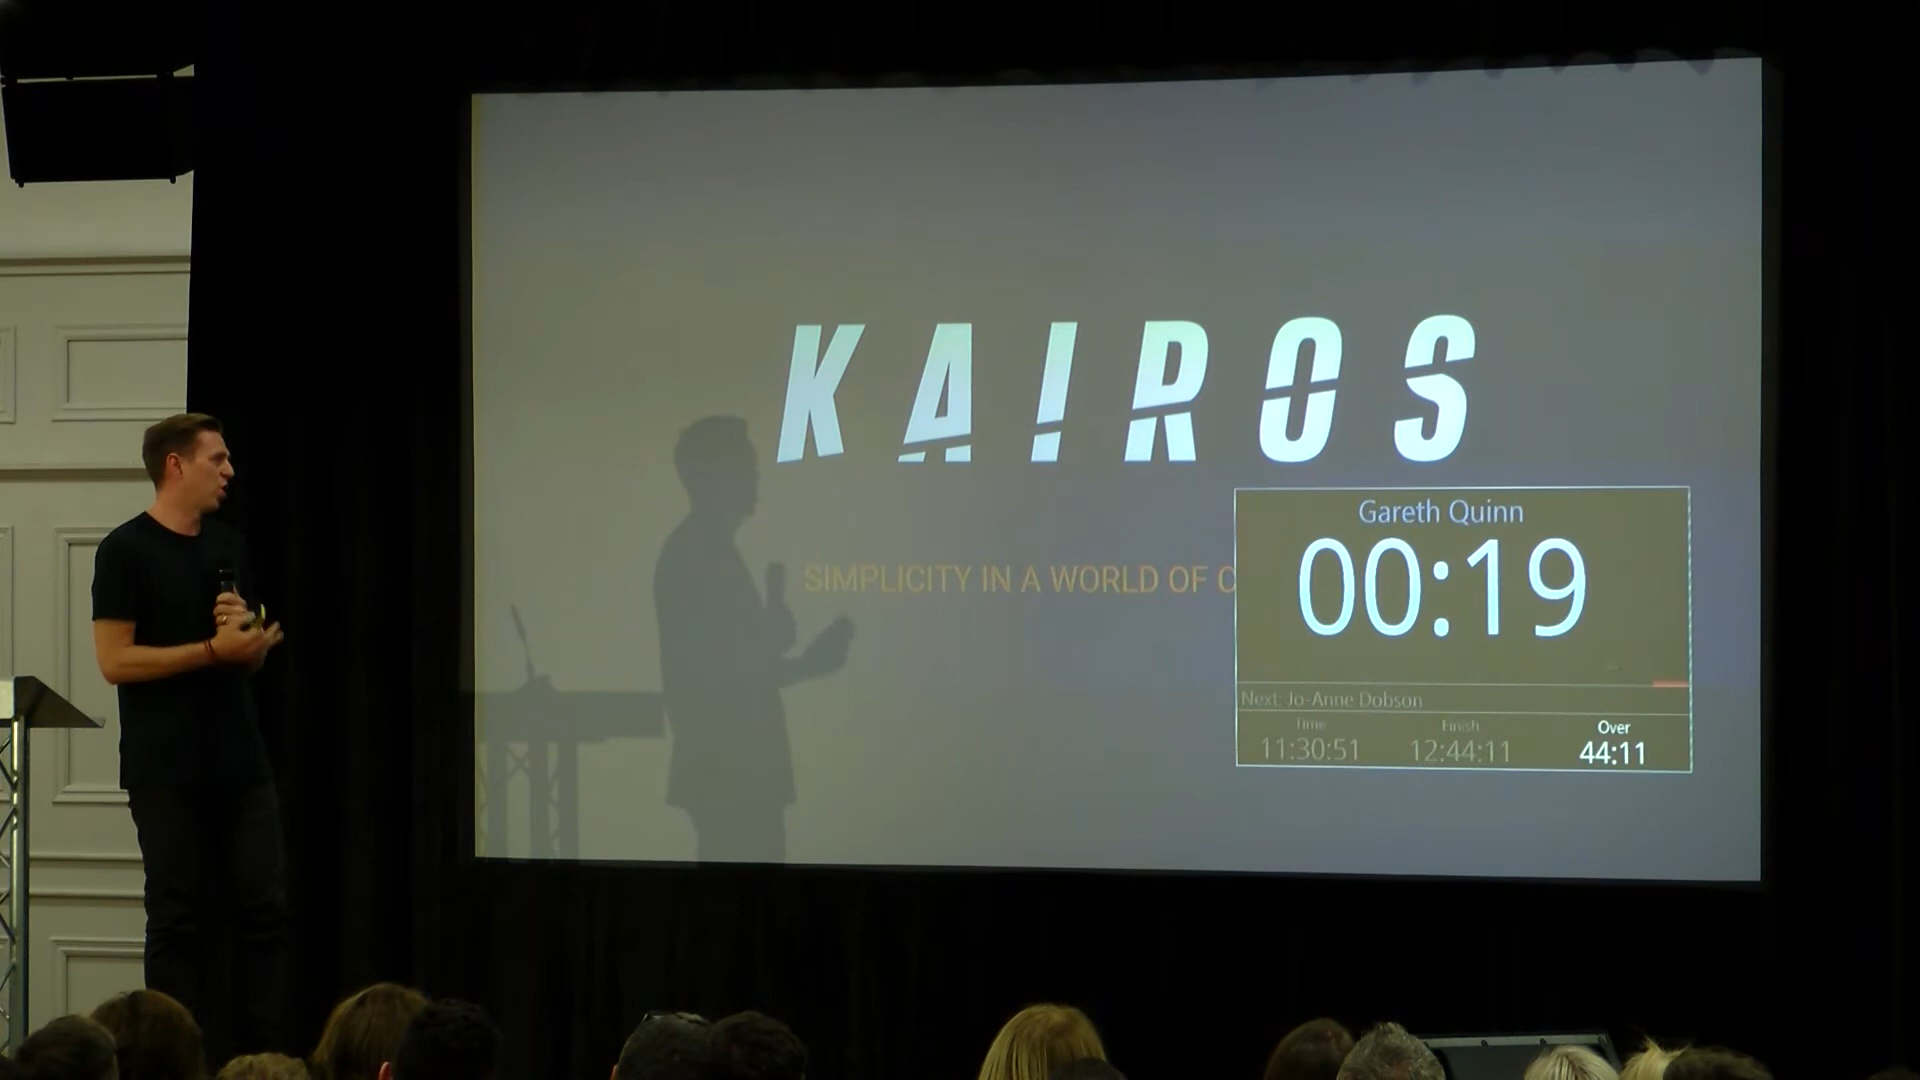 KAIROS
SIMPLICITY IN A WORLD OF C
Gareth Quinn
00:19
Next: Jo-Anne Dobson
Time Finish Over
11:30:51 12:44:11 44:11